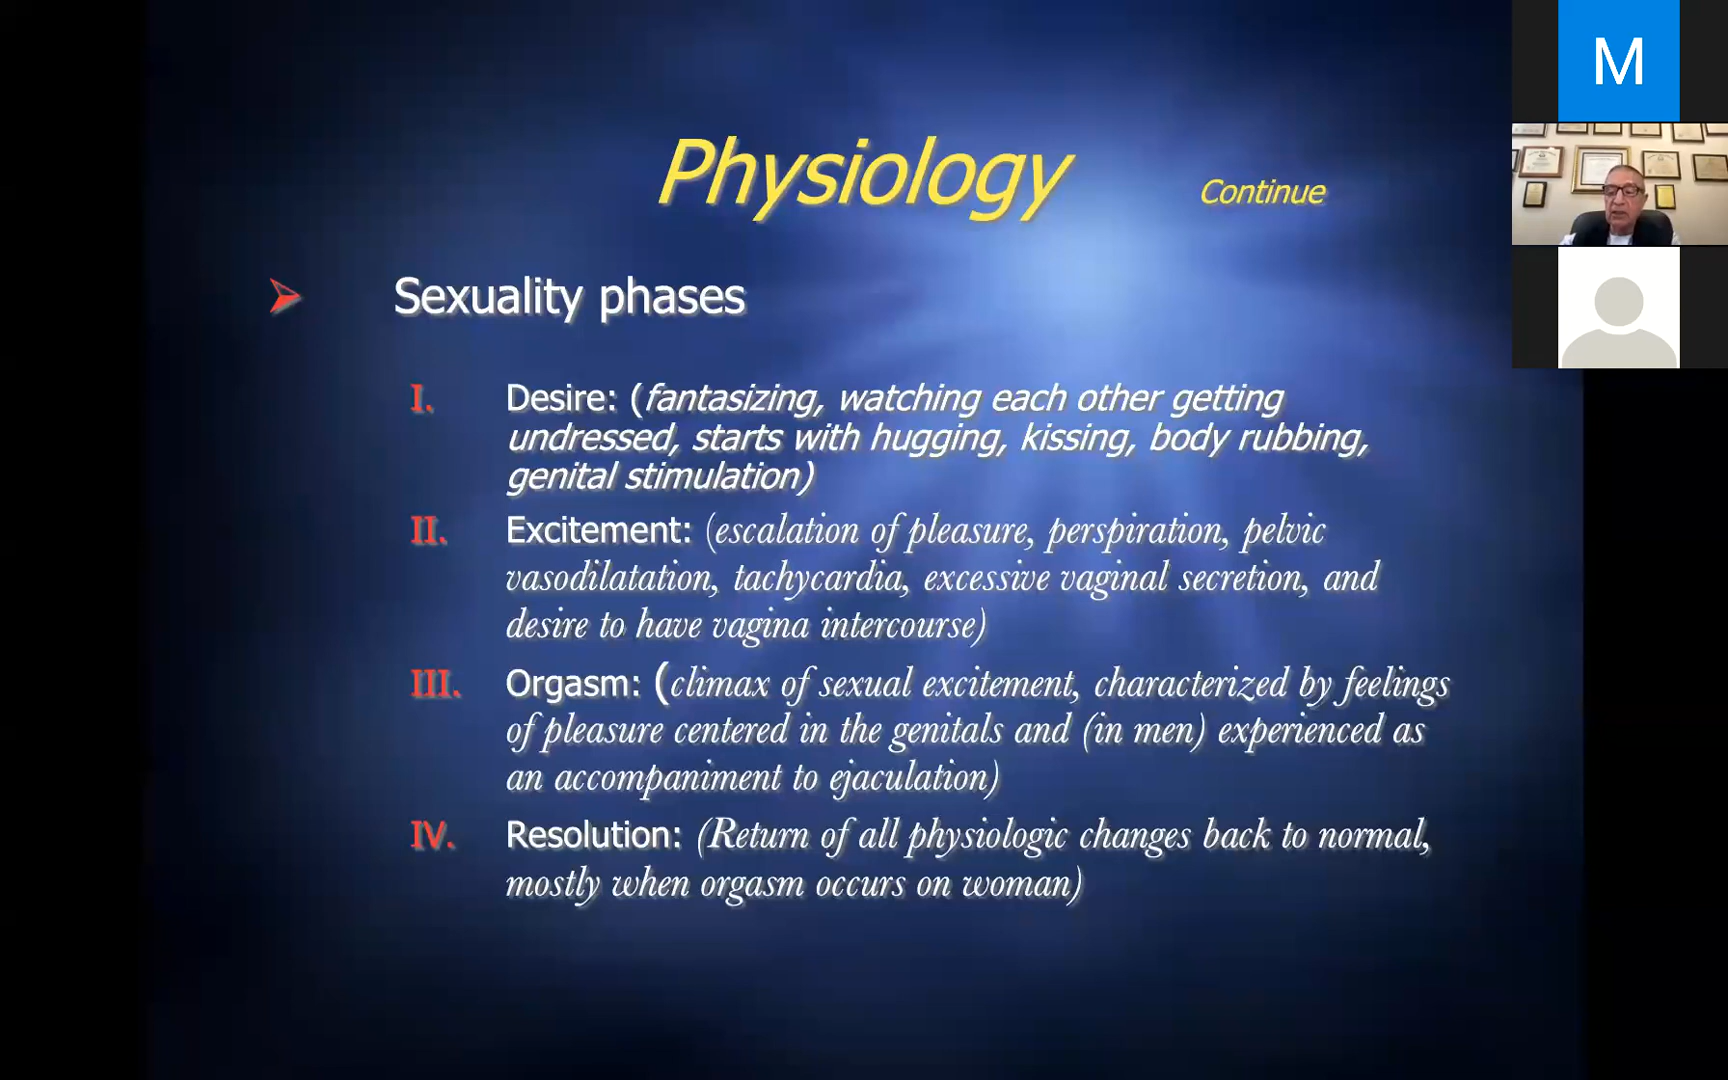 Physiology
Continue
M
Sexuality phases
I. Desire: (fantasizing, watching each other getting
undressed, starts with hugging, kissing, body rubbing,
genital stimulation)
II. Excitement: (escalation of pleasure, perspiration, pelvic
vasodilatation, tachycardia, excessive vaginal secretion, and
desire to have vagina intercourse)
III. Orgasm: (climax of sexual excitement, characterized by feelings
of pleasure centered in the genitals and (in men) experienced as
an accompaniment to ejaculation)
IV. Resolution: (Return of all physiologic changes back to normal,
mostly when orgasm occurs on woman)